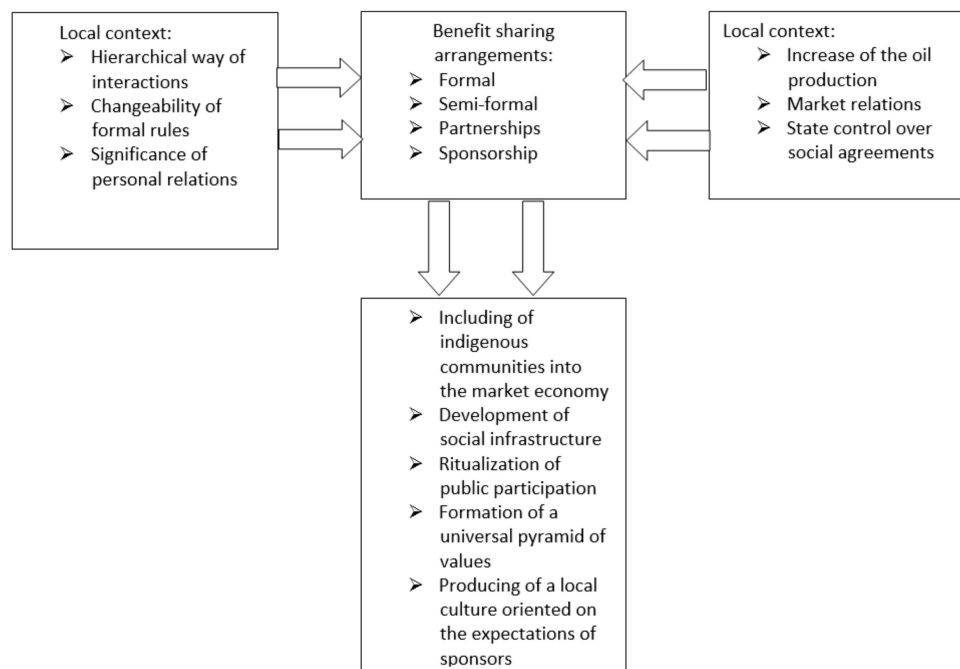 Local context:
➢ Hierarchical way of
interactions
➢ Changeability of
formal rules
➢ Significance of
personal relations
Benefit sharing
arrangements:
➢ Formal
➢ Semi-formal
➢ Partnerships
➢ Sponsorship
Local context:
➢ Increase of the oil
production
➢ Market relations
➢ State control over
social agreements
➢ Including of
indigenous
communities into
the market economy
➢ Development of
social infrastructure
➢ Ritualization of
public participation
➢ Formation of a
universal pyramid of
values
➢ Producing of a local
culture oriented on
the expectations of
sponsors